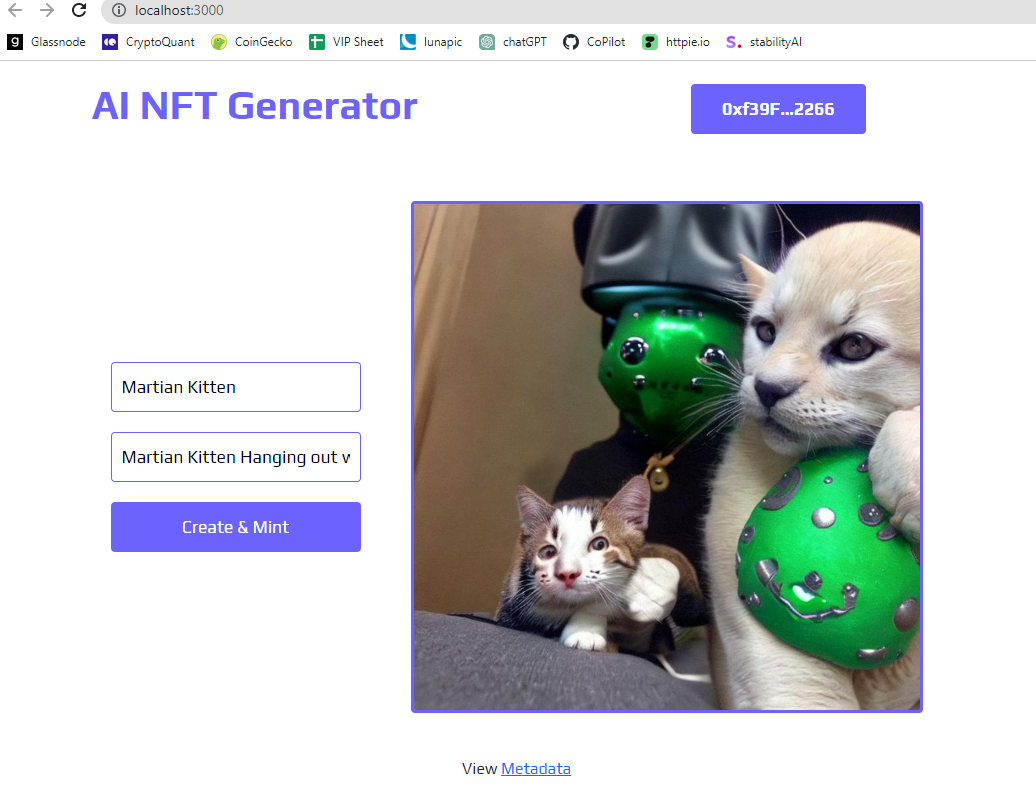 localhost:3000
Glassnode CryptoQuant CoinGecko VIP Sheet lunapic chatGPT CoPilot httpie.io stabilityAI
AI NFT Generator
0xf39F...2266
Martian Kitten
Martian Kitten Hanging out w
Create & Mint
View Metadata